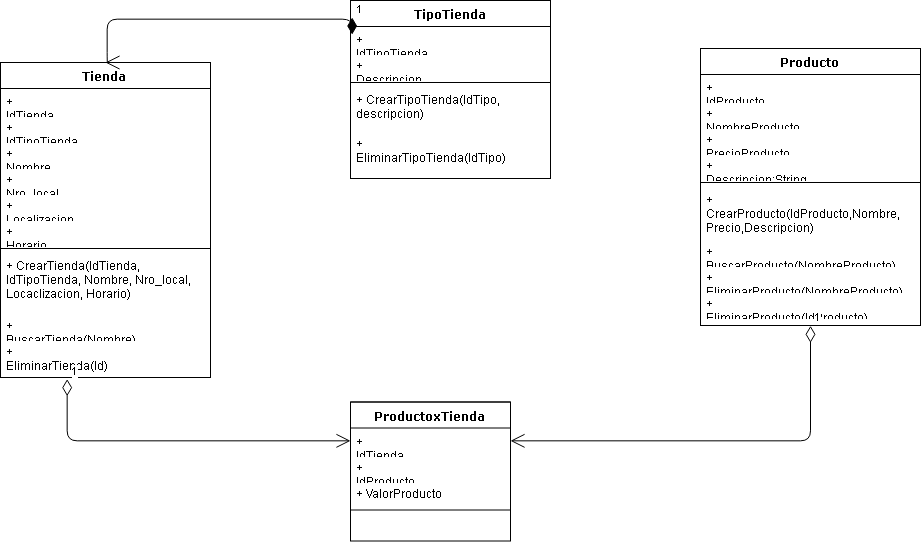 1
TipoTienda
+
IdTipoTienda
+
Descripcion
+ CrearTipoTienda(IdTipo,
descripcion)
+
EliminarTipoTienda(IdTipo)
Tienda
+
IdTienda
+
IdTipoTienda
+
Nombre
+
Nro_local
+
Localizacion
+
Horario
+ CrearTienda(IdTienda,
IdTipoTienda, Nombre, Nro_local,
Locaclizacion, Horario)
+
BuscarTienda(Nombre)
+
EliminarTienda(Id)
1
Producto
+
IdProducto
+
NombreProducto
+
PrecioProducto
+
Descripcion:String
+
CrearProducto(IdProducto,Nombre,
Precio,Descripcion)
+
BuscarProducto(NombreProducto)
+
EliminarProducto(NombreProducto)
+
EliminarProducto(IdProducto)
1
ProductoxTienda
+
IdTienda
+
IdProducto
+ ValorProducto